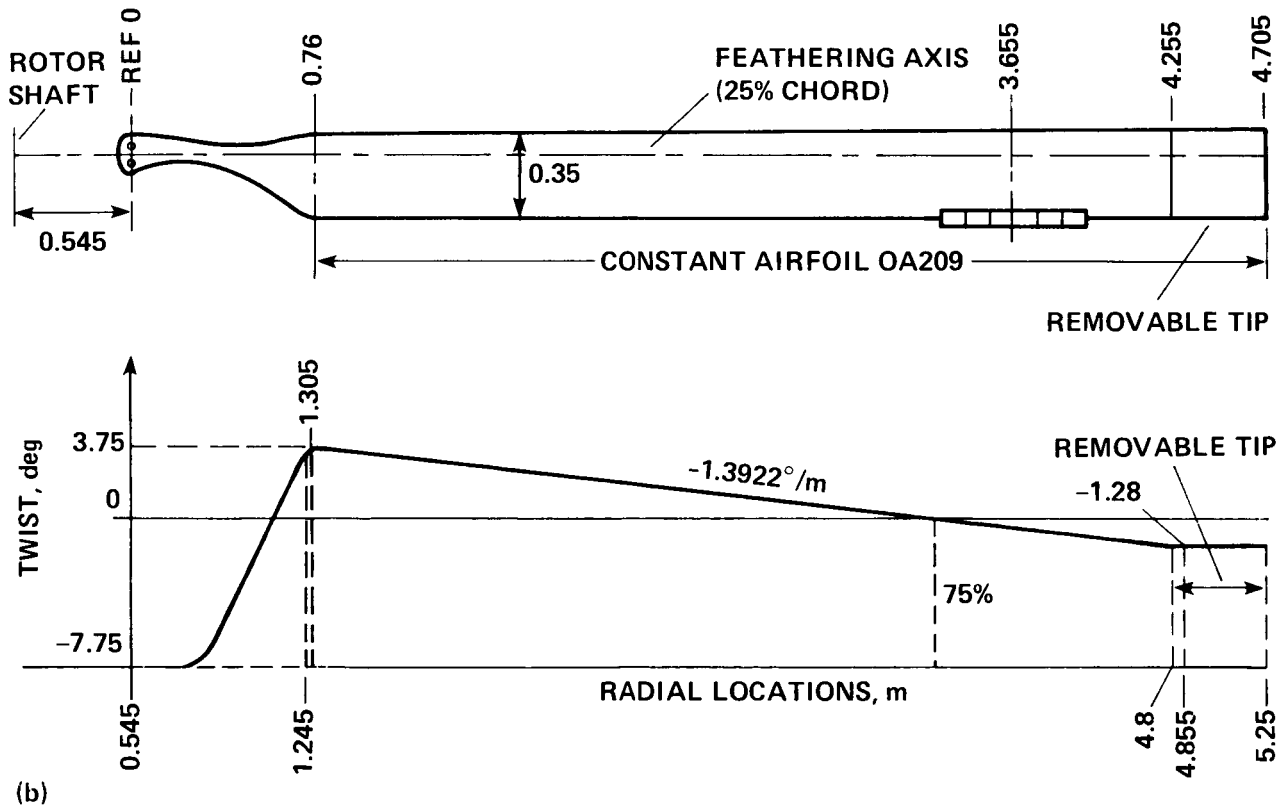 ROTOR
SHAFT
REF 0
0.76
FEATHERING AXIS
(25% CHORD)
3.655
4.255
4.705
0.35
0.545
CONSTANT AIRFOIL OA209
REMOVABLE TIP
TWIST, deg
3.75
0
−7.75
1.305
−1.3922°/m
REMOVABLE TIP
−1.28
75%
RADIAL LOCATIONS, m
0.545
1.245
4.8
4.855
5.25
(b)